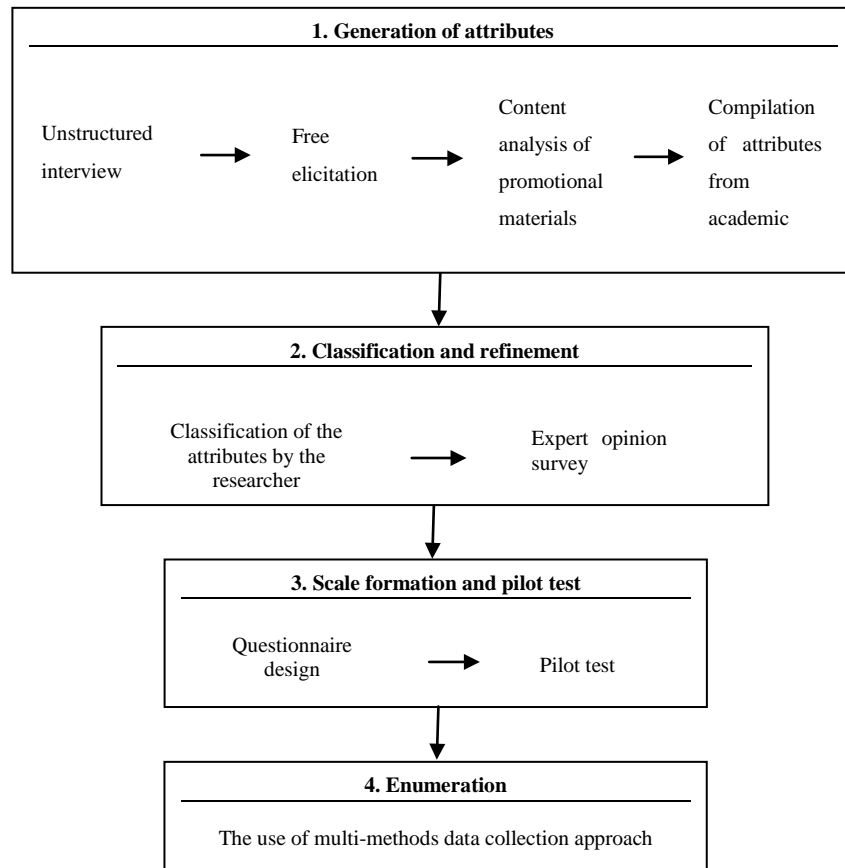 1. Generation of attributes
Unstructured
interview
Free
elicitation
Content
analysis of
promotional
materials
Compilation
of attributes
from
academic
2. Classification and refinement
Classification of the
attributes by the
researcher
Expert opinion
survey
3. Scale formation and pilot test
Questionnaire
design
Pilot test
4. Enumeration
The use of multi-methods data collection approach